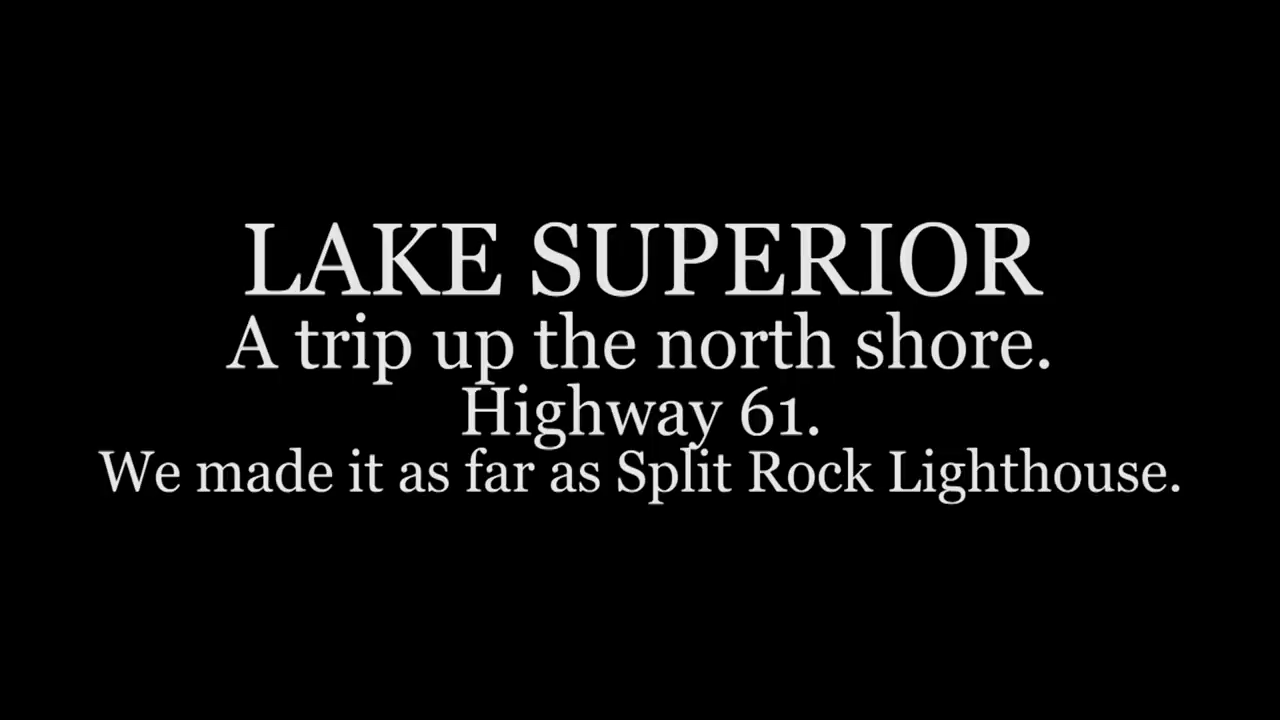 LAKE SUPERIOR
A trip up the north shore.
Highway 61.
We made it as far as Split Rock Lighthouse.